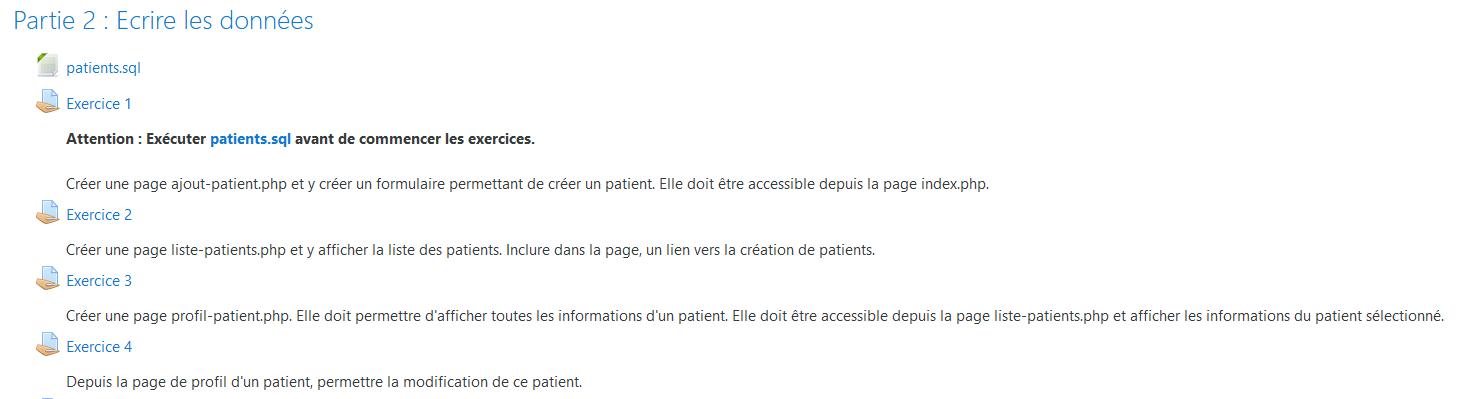 Partie 2 : Ecrire les données
patients.sql
Exercice 1
Attention : Exécuter patients.sql avant de commencer les exercices.
Créer une page ajout-patient.php et y créer un formulaire permettant de créer un patient. Elle doit être accessible depuis la page index.php.
Exercice 2
Créer une page liste-patients.php et y afficher la liste des patients. Inclure dans la page, un lien vers la création de patients.
Exercice 3
Créer une page profil-patient.php. Elle doit permettre d'afficher toutes les informations d'un patient. Elle doit être accessible depuis la page liste-patients.php et afficher les informations du patient sélectionné.
Exercice 4
Depuis la page de profil d'un patient, permettre la modification de ce patient.